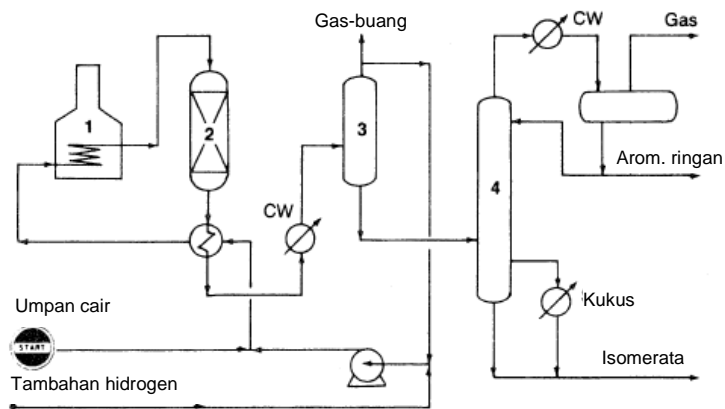 Gas-buang
CW
Gas
1
2
3
4
Arom. ringan
CW
Kukus
Umpan cair
START
Isomerata
Tambahan hidrogen